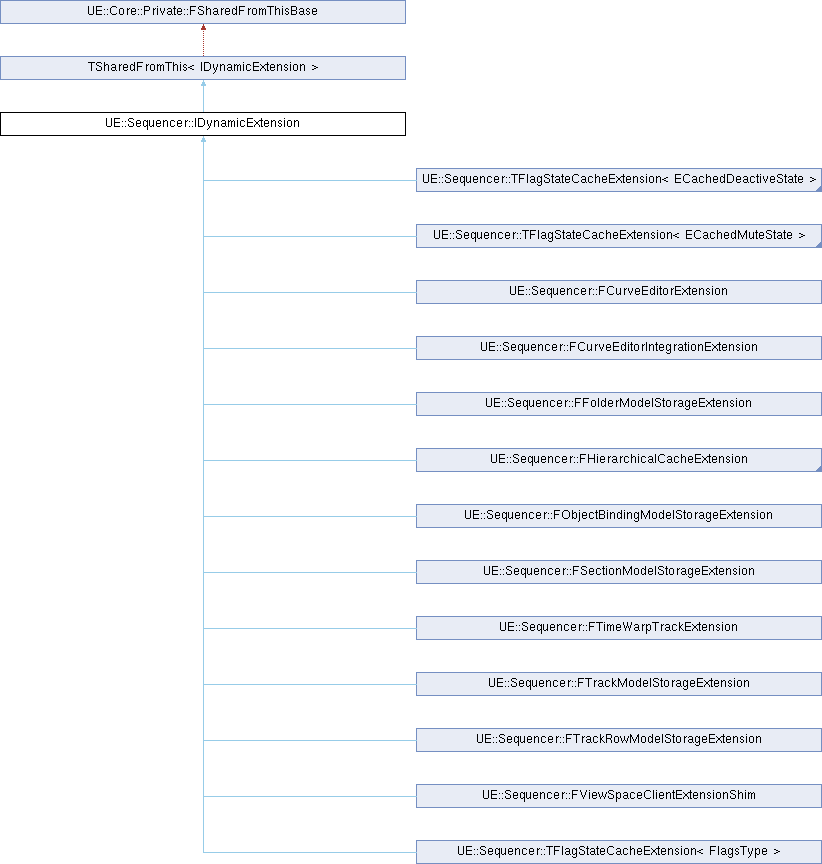 UE::Core::Private::FSharedFromThisBase
TSharedFromThis< IDynamicExtension >
UE::Sequencer::IDynamicExtension
UE::Sequencer::TFlagStateCacheExtension< ECachedDeactiveState >
UE::Sequencer::TFlagStateCacheExtension< ECachedMuteState >
UE::Sequencer::FCurveEditorExtension
UE::Sequencer::FCurveEditorIntegrationExtension
UE::Sequencer::FFolderModelStorageExtension
UE::Sequencer::FHierarchicalCacheExtension
UE::Sequencer::FObjectBindingModelStorageExtension
UE::Sequencer::FSectionModelStorageExtension
UE::Sequencer::FTimeWarpTrackExtension
UE::Sequencer::FTrackModelStorageExtension
UE::Sequencer::FTrackRowModelStorageExtension
UE::Sequencer::FViewSpaceClientExtensionShim
UE::Sequencer::TFlagStateCacheExtension< FlagsType >